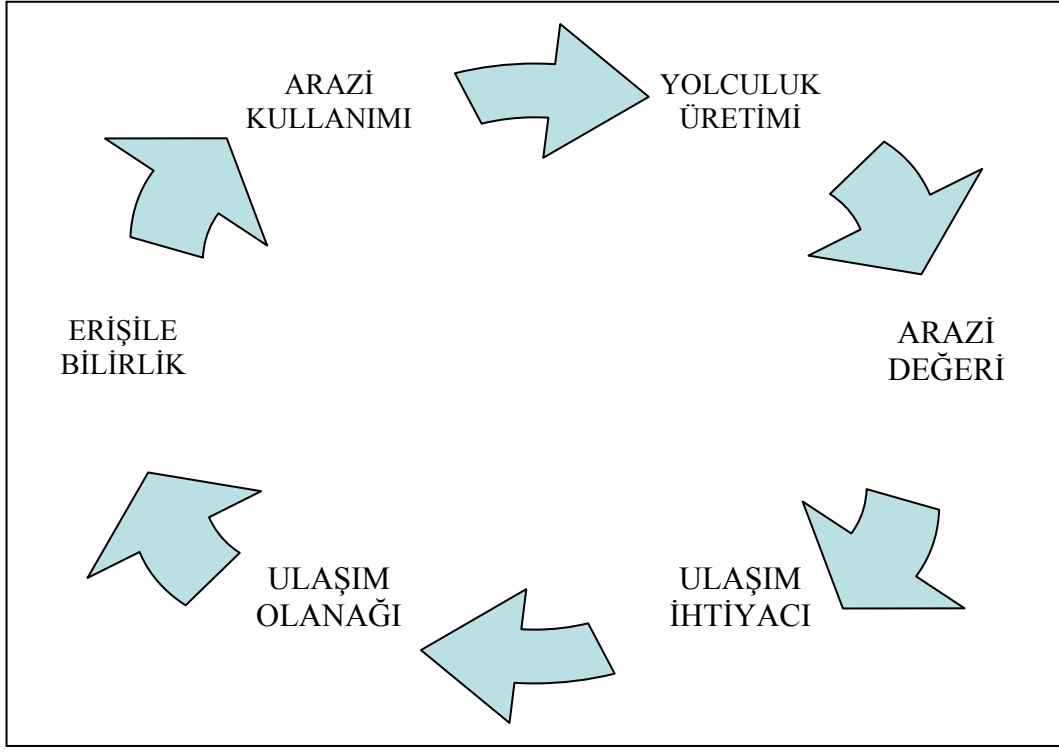 ARAZİ
KULLANIMI
YOLCULUK
ÜRETİMİ
ARAZİ
DEĞERİ
ULAŞIM
İHTİYACI
ULAŞIM
OLANAĞI
ERİŞİLE
BİLİRLİK